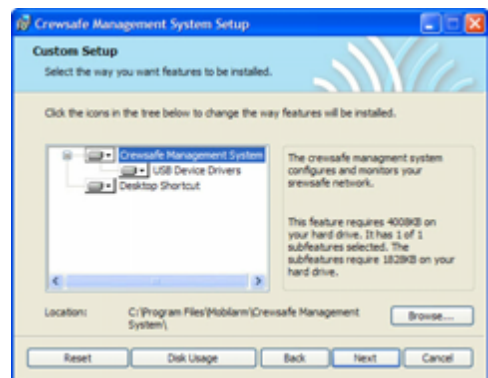 Crewsafe Management System Setup
Custom Setup
Select the way you want features to be installed.
Click the icons in the tree below to change the way features will be installed.
Crewsafe Management System
USB Device Drivers
Desktop Shortcut
The crewsafe managment system
configures and monitors your
srewsafe network.
This feature requires 4008KB on
your hard drive. It has 1 of 1
subfeatures selected. The
subfeatures require 1828KB on your
hard drive.
Location:
C:\Program Files\Mobilarm\Crewsafe Management
System\
Browse...
Reset
Disk Usage
Back
Next
Cancel